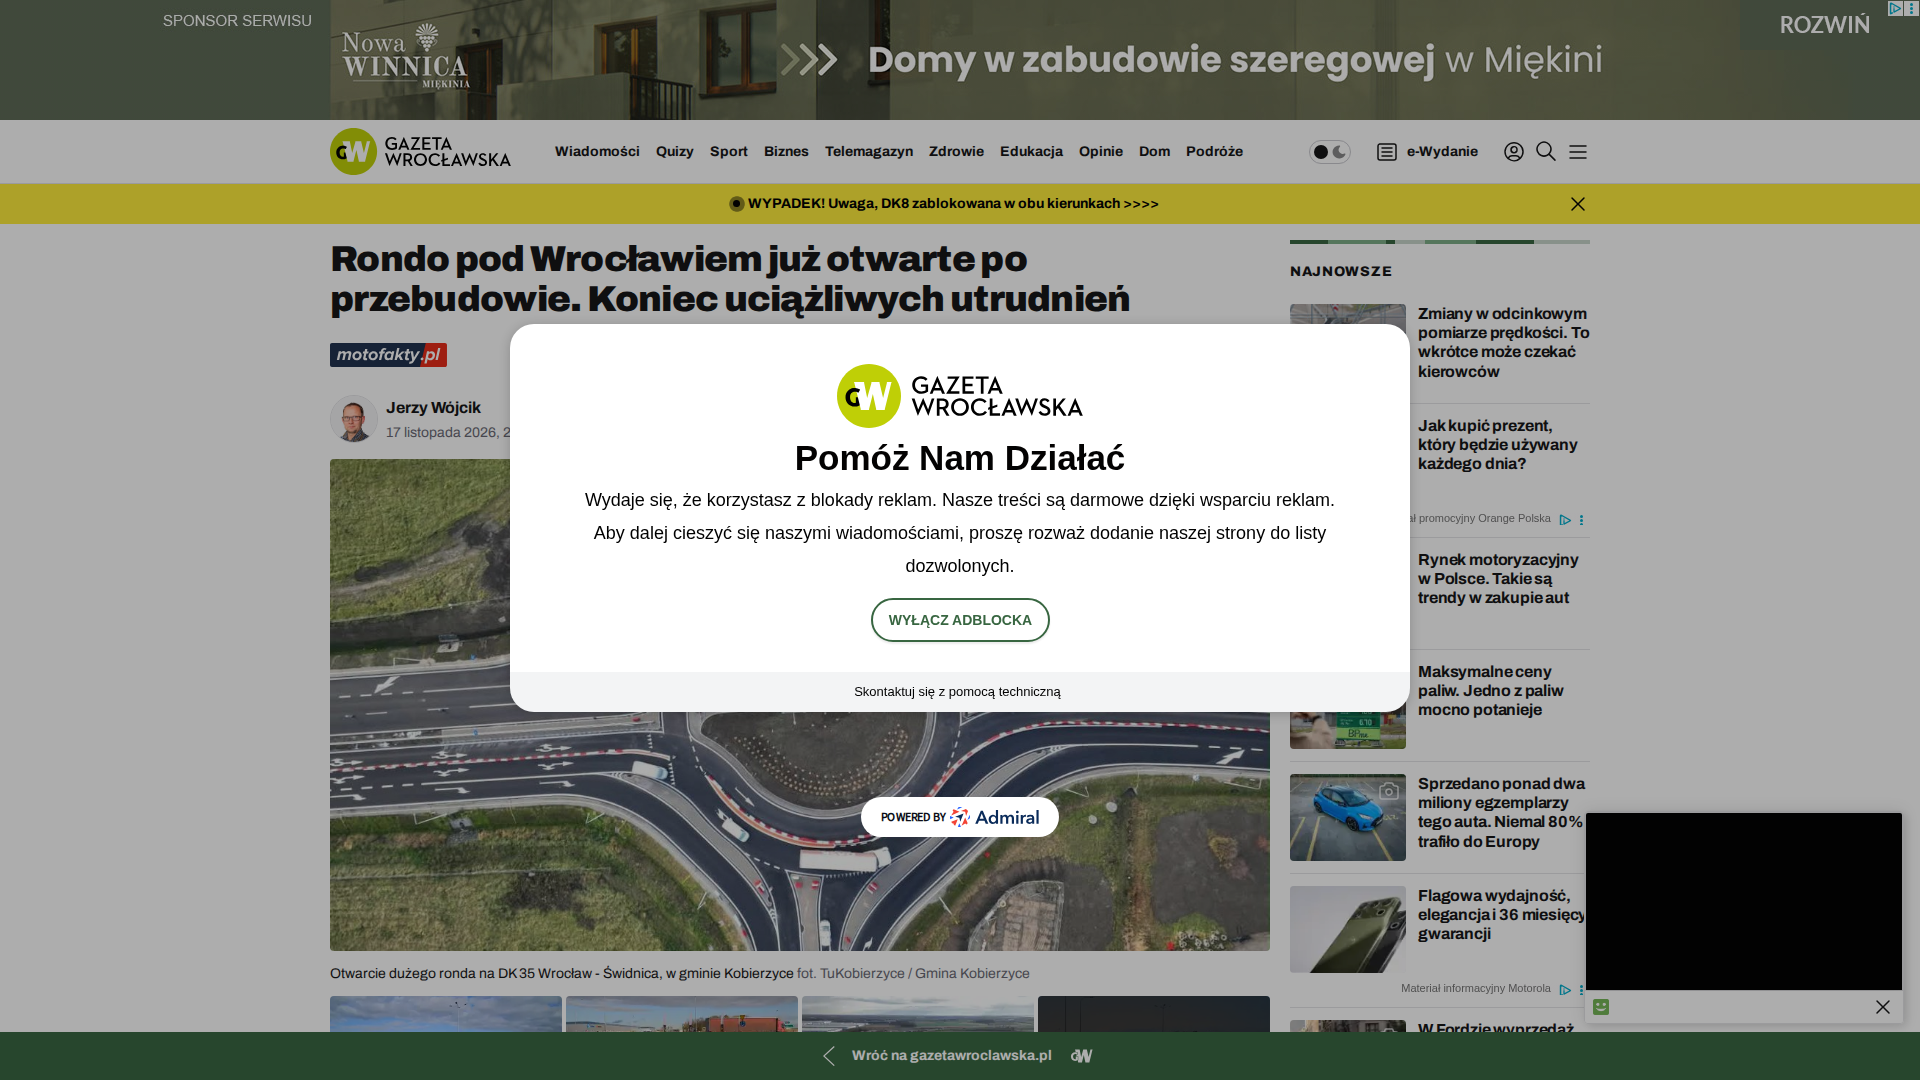 SPONSOR SERWISU
Nowa
WINNICA
MIĘKINIA
Domy w zabudowie szeregowej w Miękini
ROZWIŃ
GW GAZETA
WROCŁAWSKA
Wiadomości Quizy Sport Biznes Telemagazyn Zdrowie Edukacja Opinie Dom Podróże
e-Wydanie
WYPADEK! Uwaga, DK8 zablokowana w obu kierunkach >>>>
Rondo pod Wrocławiem już otwarte po
przebudowie. Koniec uciążliwych utrudnień
motofakty.pl
Jerzy Wójcik
17 listopada 2026, 2
GW GAZETA
WROCŁAWSKA
Pomóż Nam Działać
Wydaje się, że korzystasz z blokady reklam. Nasze treści są darmowe dzięki wsparciu reklam.
Aby dalej cieszyć się naszymi wiadomościami, proszę rozważ dodanie naszej strony do listy
dozwolonych.
WYŁĄCZ ADBLOCKA
Skontaktuj się z pomocą techniczną
POWERED BY Admiral
Otwarcie dużego ronda na DK35 Wrocław - Świdnica, w gminie Kobierzyce fot. TuKobierzyce / Gmina Kobierzyce
NAJNOWSZE
Zmiany w odcinkowym
pomiarze prędkości. To
wkrótce może czekać
kierowców
Jak kupić prezent,
który będzie używany
każdego dnia?
ał promocyjny Orange Polska
Rynek motoryzacyjny
w Polsce. Takie są
trendy w zakupie aut
Maksymalne ceny
paliw. Jedno z paliw
mocno potanieje
Sprzedano ponad dwa
miliony egzemplarzy
tego auta. Niemal 80%
trafiło do Europy
Flagowa wydajność,
elegancja i 36 miesięcy
gwarancji
Materiał informacyjny Motorola
W Fordzie wyprzedaż
Wróć na gazetawroclawska.pl GW